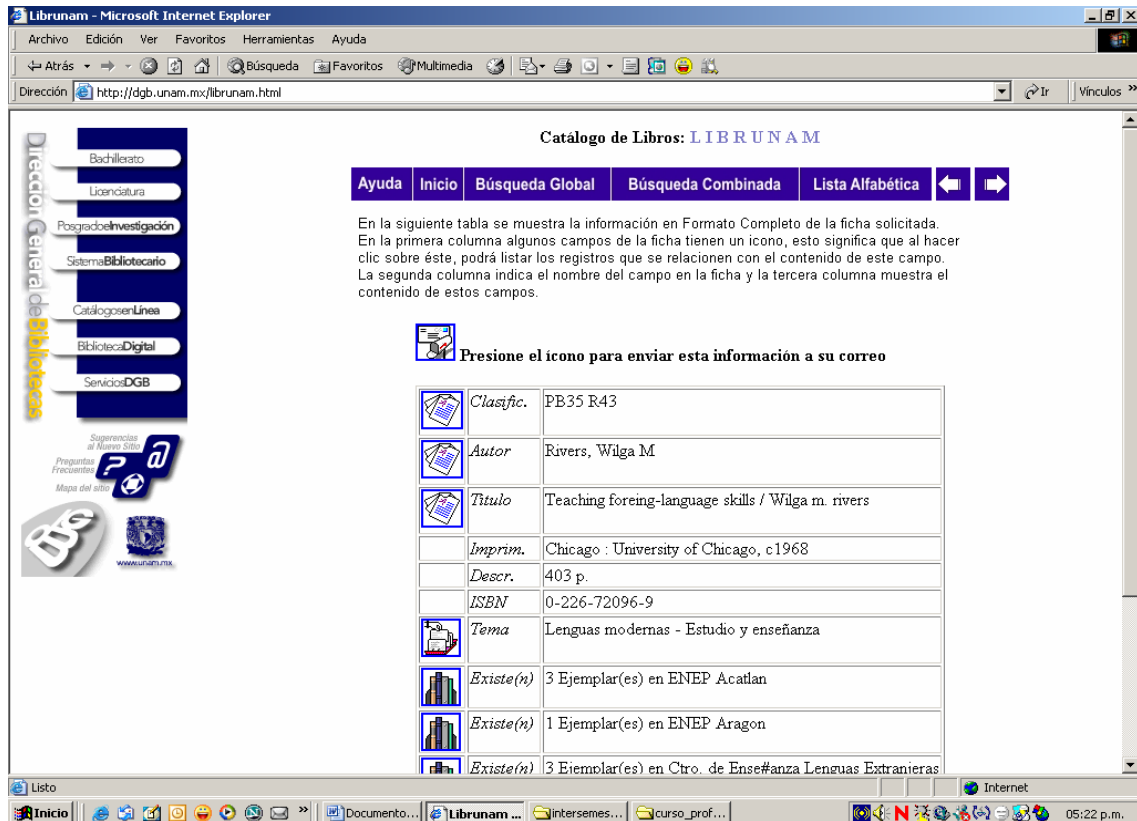 Librunam - Microsoft Internet Explorer
Archivo Edición Ver Favoritos Herramientas Ayuda
Atrás Búsqueda Favoritos Multimedia
Dirección http://dgb.unam.mx/librunam.html Ir Vínculos »
Dirección General de Bibliotecas
Bachillerato
Licenciatura
PosgradoeInvestigación
SistemaBibliotecario
CatálogosenLínea
BibliotecaDigital
ServiciosDGB
Sugerencias
al Nuevo Sitio
Preguntas
Frecuentes
Mapa del sitio
DGB
www.unam.mx
Catálogo de Libros: L I B R U N A M
Ayuda Inicio Búsqueda Global Búsqueda Combinada Lista Alfabética
En la siguiente tabla se muestra la información en Formato Completo de la ficha solicitada.
En la primera columna algunos campos de la ficha tienen un icono, esto significa que al hacer
clic sobre éste, podrá listar los registros que se relacionen con el contenido de este campo.
La segunda columna indica el nombre del campo en la ficha y la tercera columna muestra el
contenido de estos campos.
Presione el ícono para enviar esta información a su correo
Clasific. PB35 R43
Autor Rivers, Wilga M
Titulo Teaching foreing-language skills / Wilga m. rivers
Imprim. Chicago : University of Chicago, c1968
Descr. 403 p.
ISBN 0-226-72096-9
Tema Lenguas modernas - Estudio y enseñanza
Existe(n) 3 Ejemplar(es) en ENEP Acatlan
Existe(n) 1 Ejemplar(es) en ENEP Aragon
Existe(n) 3 Ejemplar(es) en Ctro. de Ense#anza Lenguas Extranjeras
Listo Internet
Inicio » Documento... Librunam ... intersemes... curso_prof... 05:22 p.m.